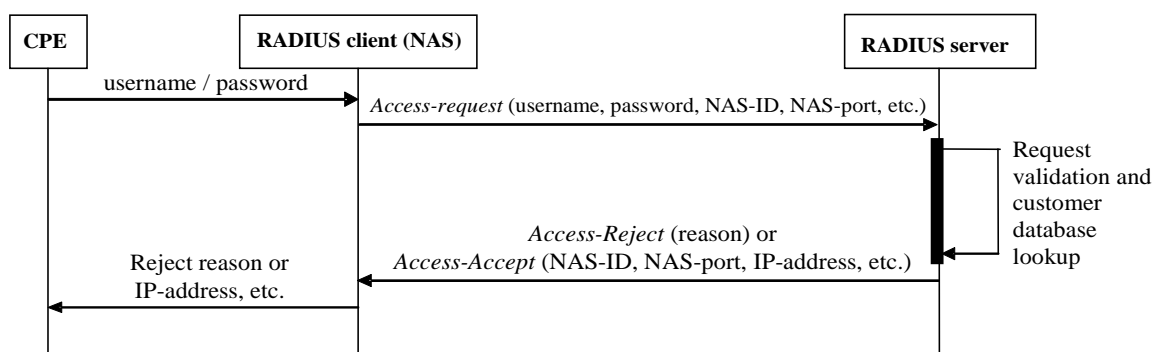 CPE
RADIUS client (NAS)
RADIUS server
username / password
Access-request (username, password, NAS-ID, NAS-port, etc.)
Request
validation and
customer
database
lookup
Access-Reject (reason) or
Access-Accept (NAS-ID, NAS-port, IP-address, etc.)
Reject reason or
IP-address, etc.